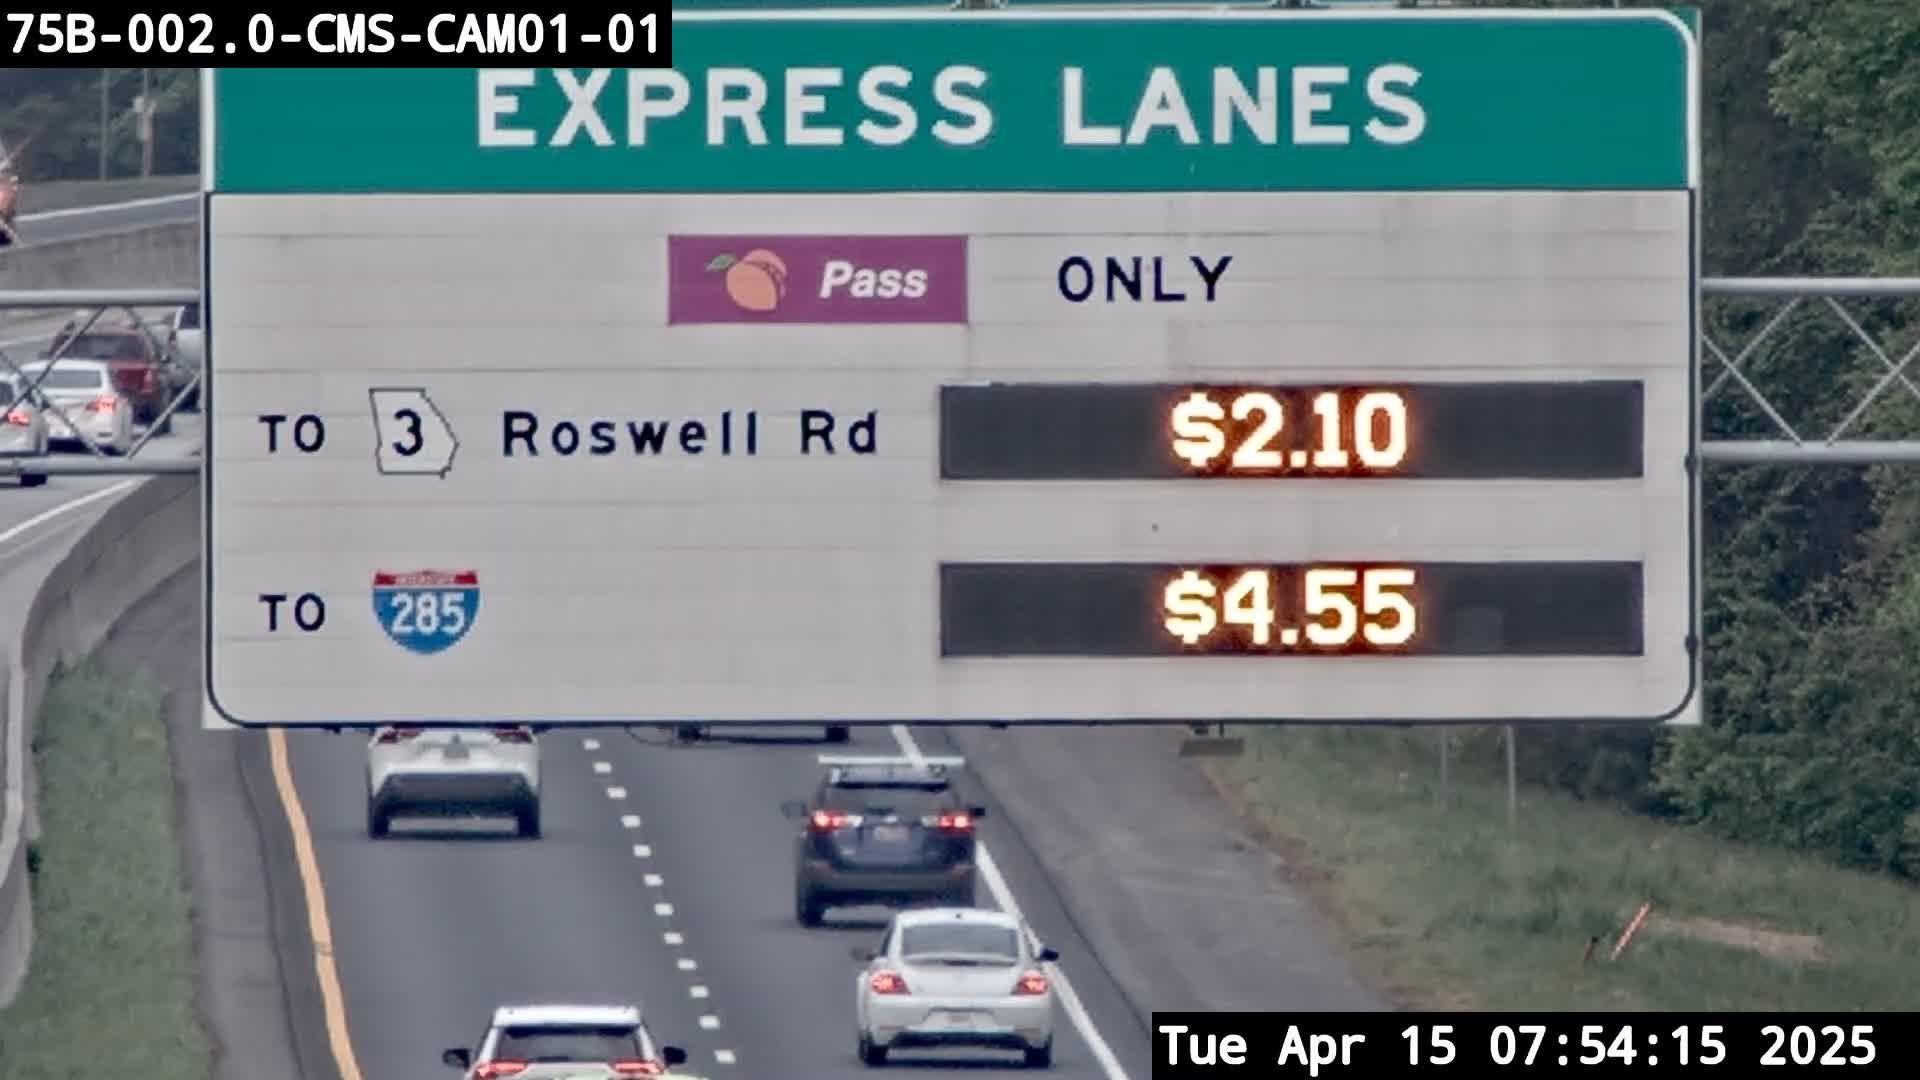 75B-002.0-CMS-CAM01-01
EXPRESS LANES
Pass ONLY
TO 3 Roswell Rd $2.10
TO INTERSTATE 285 $4.55
Tue Apr 15 07:54:15 2025